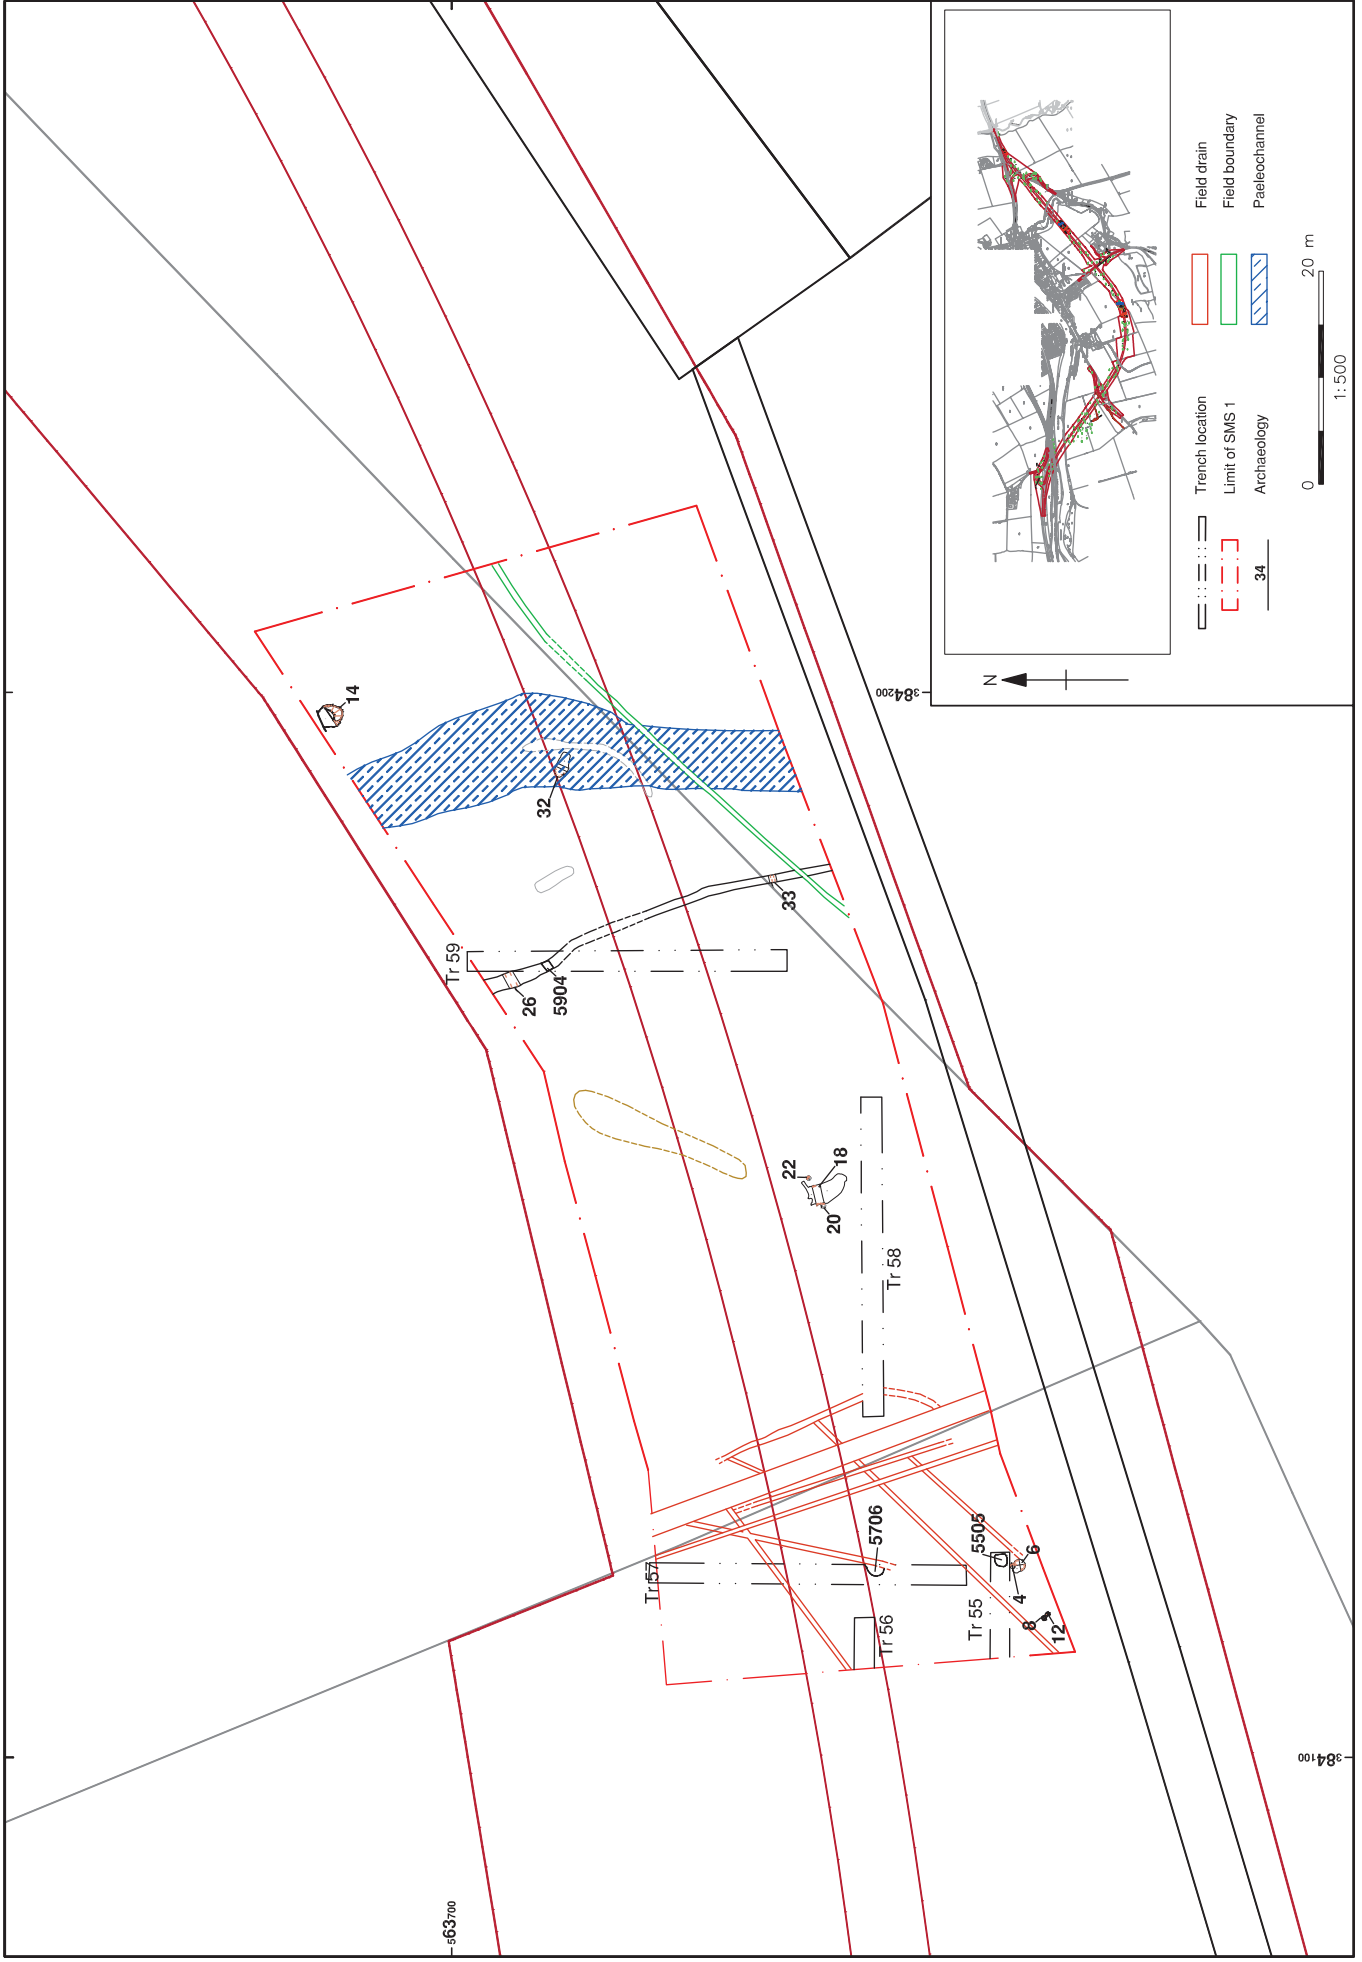 14
32
33
Tr 59
26
5904
22
18
20
Tr 58
5706
5505
6
4
8
12
Tr 57
Tr 56
Tr 55
563700
384200
384100
N
Trench location
Limit of SMS 1
34 Archaeology
Field drain
Field boundary
Paeleochannel
0 20 m
1:500